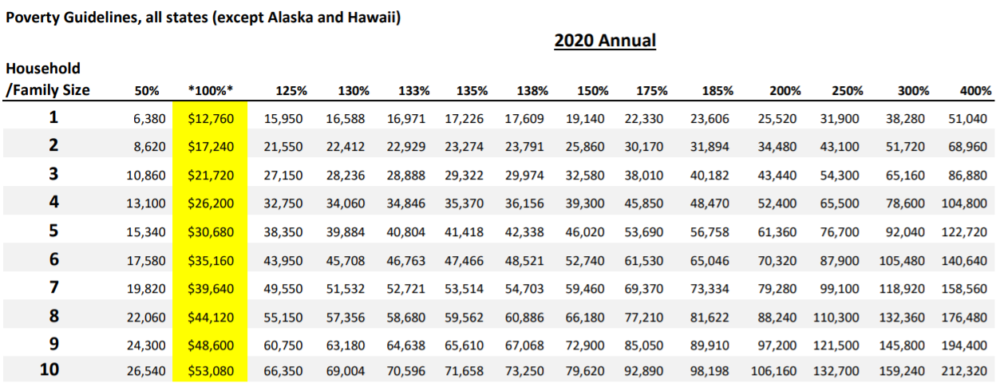 Poverty Guidelines, all states (except Alaska and Hawaii)
2020 Annual
Household
/Family Size 50% *100%* 125% 130% 133% 135% 138% 150% 175% 185% 200% 250% 300% 400%
1 6,380 $12,760 15,950 16,588 16,971 17,226 17,609 19,140 22,330 23,606 25,520 31,900 38,280 51,040
2 8,620 $17,240 21,550 22,412 22,929 23,274 23,791 25,860 30,170 31,894 34,480 43,100 51,720 68,960
3 10,860 $21,720 27,150 28,236 28,888 29,322 29,974 32,580 38,010 40,182 43,440 54,300 65,160 86,880
4 13,100 $26,200 32,750 34,060 34,846 35,370 36,156 39,300 45,850 48,470 52,400 65,500 78,600 104,800
5 15,340 $30,680 38,350 39,884 40,804 41,418 42,338 46,020 53,690 56,758 61,360 76,700 92,040 122,720
6 17,580 $35,160 43,950 45,708 46,763 47,466 48,521 52,740 61,530 65,046 70,320 87,900 105,480 140,640
7 19,820 $39,640 49,550 51,532 52,721 53,514 54,703 59,460 69,370 73,334 79,280 99,100 118,920 158,560
8 22,060 $44,120 55,150 57,356 58,680 59,562 60,886 66,180 77,210 81,622 88,240 110,300 132,360 176,480
9 24,300 $48,600 60,750 63,180 64,638 65,610 67,068 72,900 85,050 89,910 97,200 121,500 145,800 194,400
10 26,540 $53,080 66,350 69,004 70,596 71,658 73,250 79,620 92,890 98,198 106,160 132,700 159,240 212,320